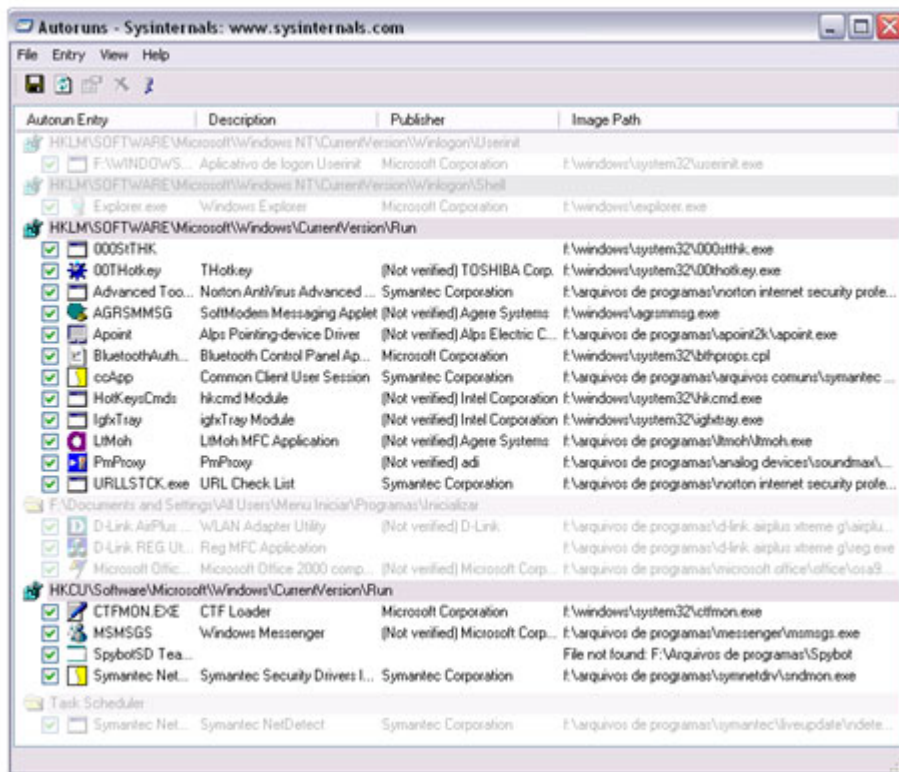 Autoruns - Sysinternals: www.sysinternals.com
File Entry View Help
Autorun Entry Description Publisher Image Path
HKLM\SOFTWARE\Microsoft\Windows NT\CurrentVersion\Winlogon\Userinit
F:\WINDOWS... Aplicativo de logon Userinit Microsoft Corporation f:\windows\system32\userinit.exe
HKLM\SOFTWARE\Microsoft\Windows NT\CurrentVersion\Winlogon\Shell
Explorer.exe Windows Explorer Microsoft Corporation f:\windows\explorer.exe
HKLM\SOFTWARE\Microsoft\Windows\CurrentVersion\Run
000StTHK f:\windows\system32\000stthk.exe
00THotkey THotkey (Not verified) TOSHIBA Corp. f:\windows\system32\00thotkey.exe
Advanced Too... Norton AntiVirus Advanced ... Symantec Corporation f:\arquivos de programas\norton internet security profe...
AGRSMMSG SoftModem Messaging Applet (Not verified) Agere Systems f:\windows\agrsmmsg.exe
Apoint Alps Pointing-device Driver (Not verified) Alps Electric C... f:\arquivos de programas\apoint2k\apoint.exe
BluetoothAuth... Bluetooth Control Panel Ap... Microsoft Corporation f:\windows\system32\bthprops.cpl
ccApp Common Client User Session Symantec Corporation f:\arquivos de programas\arquivos comuns\symantec ...
HotKeysCmds hkcmd Module (Not verified) Intel Corporation f:\windows\system32\hkcmd.exe
IgfxTray igfxTray Module (Not verified) Intel Corporation f:\windows\system32\igfxtray.exe
LtMoh LtMoh MFC Application (Not verified) Agere Systems f:\arquivos de programas\ltmoh\ltmoh.exe
PmProxy PmProxy (Not verified) adi f:\arquivos de programas\analog devices\soundmax\...
URLLSTCK.exe URL Check List Symantec Corporation f:\arquivos de programas\norton internet security profe...
F:\Documents and Settings\All Users\Menu Iniciar\Programas\Inicializar
D-Link AirPlus ... WLAN Adapter Utility (Not verified) D-Link f:\arquivos de programas\d-link airplus xtreme g\airplu...
D-Link REG Ut... Reg MFC Application f:\arquivos de programas\d-link airplus xtreme g\reg.exe
Microsoft Offic... Microsoft Office 2000 comp... (Not verified) Microsoft Corp... f:\arquivos de programas\microsoft office\office\osa9...
HKCU\Software\Microsoft\Windows\CurrentVersion\Run
CTFMON.EXE CTF Loader Microsoft Corporation f:\windows\system32\ctfmon.exe
MSMSGS Windows Messenger (Not verified) Microsoft Corp... f:\arquivos de programas\messenger\msmsgs.exe
SpybotSD Tea... File not found: F:\Arquivos de programas\Spybot
Symantec Net... Symantec Security Drivers I... Symantec Corporation f:\arquivos de programas\symnetdrv\sndmon.exe
Task Scheduler
Symantec Net... Symantec NetDetect Symantec Corporation f:\arquivos de programas\symantec\liveupdate\ndete...